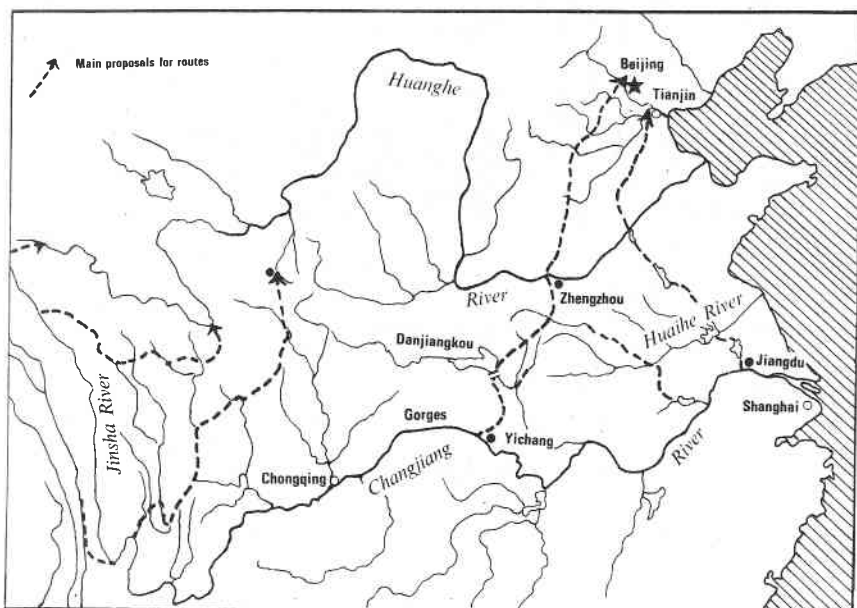 Main proposals for routes
Beijing
Huanghe
Tianjin
River
Zhengzhou
Huaihe River
Danjiangkou
Jiangdu
Jinsha River
Shanghai
Gorges
Yichang
River
Chongqing
Changjiang